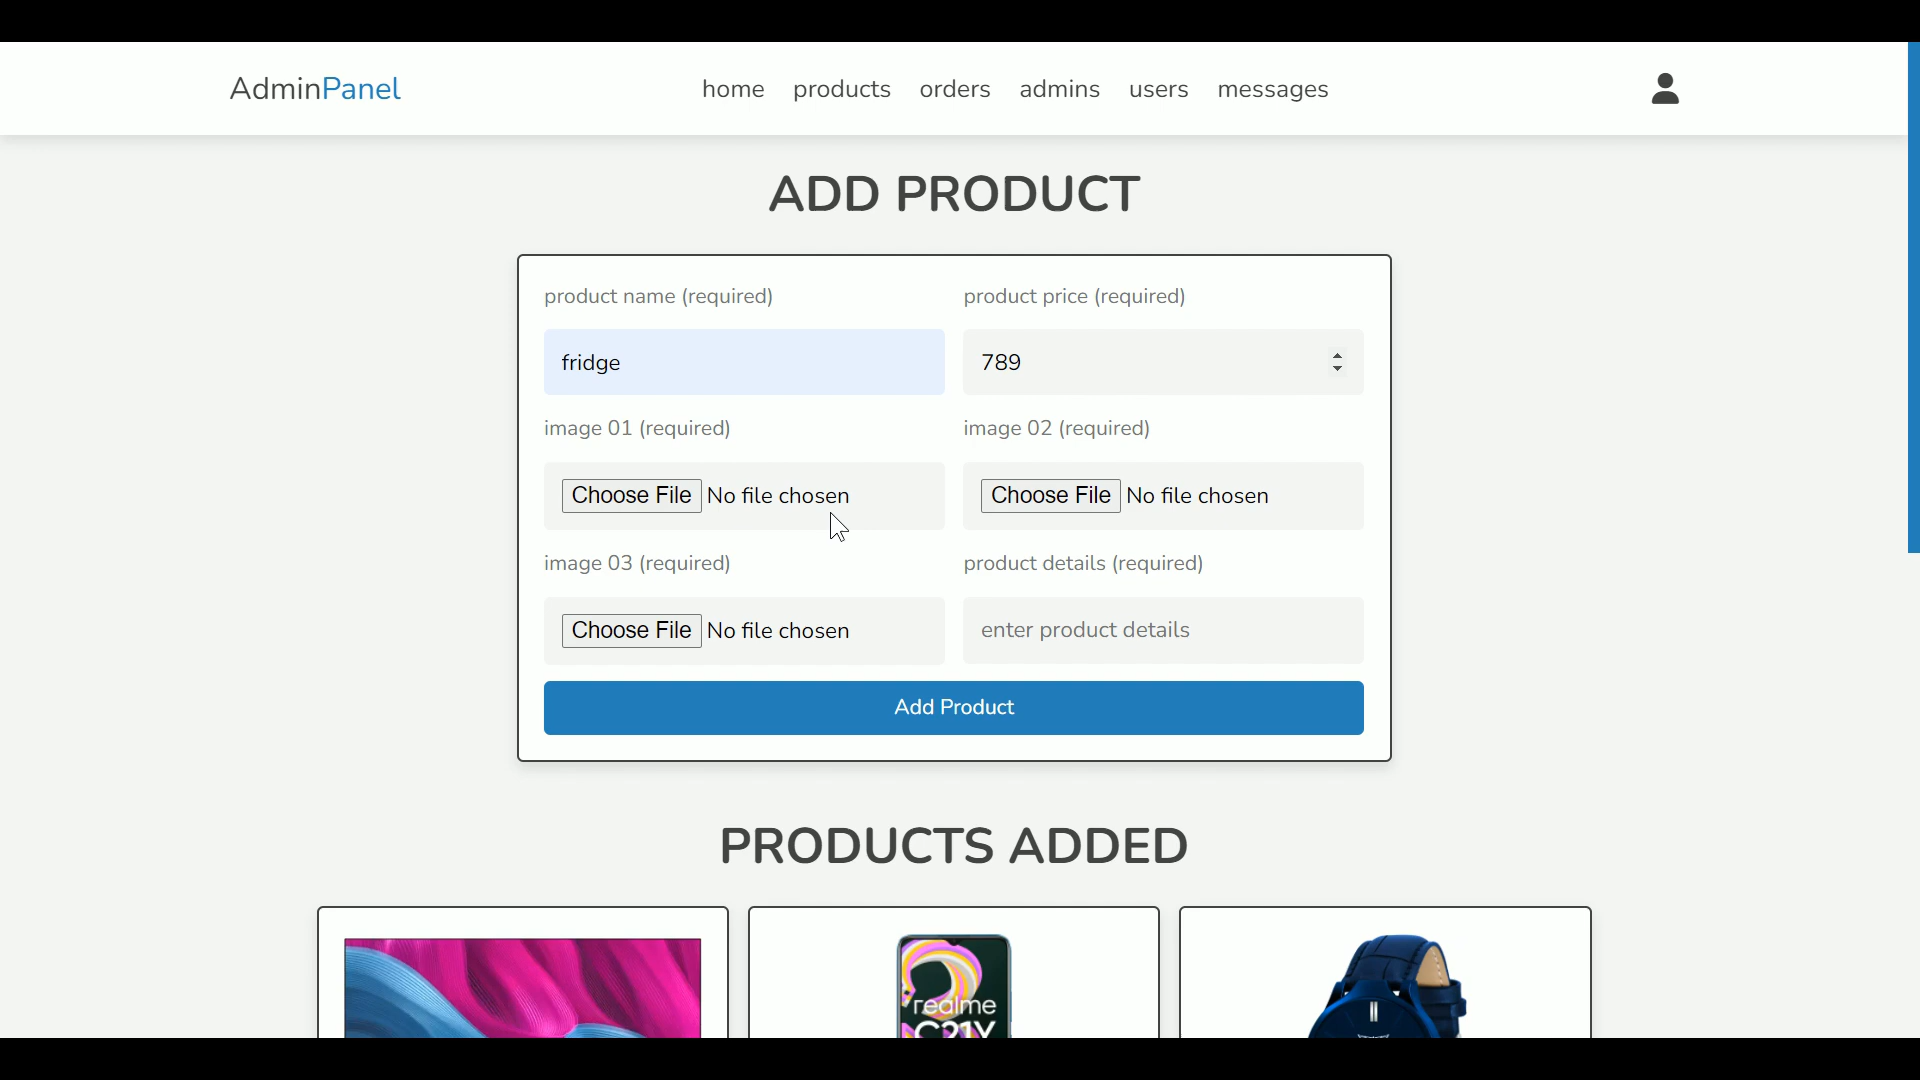 AdminPanel
home products orders admins users messages
ADD PRODUCT
product name (required) product price (required)
fridge 789
image 01 (required) image 02 (required)
Choose File No file chosen Choose File No file chosen
image 03 (required) product details (required)
Choose File No file chosen enter product details
Add Product
PRODUCTS ADDED
realme
C21Y